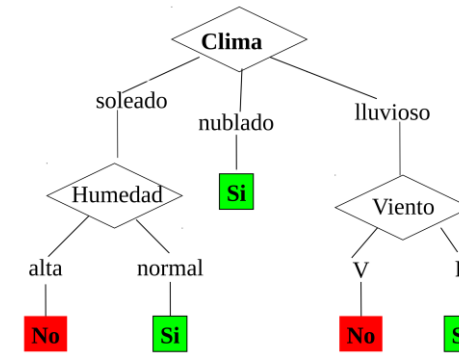 Clima
soleado
nublado
lluvioso
Humedad
Si
Viento
alta
normal
V
No
Si
No